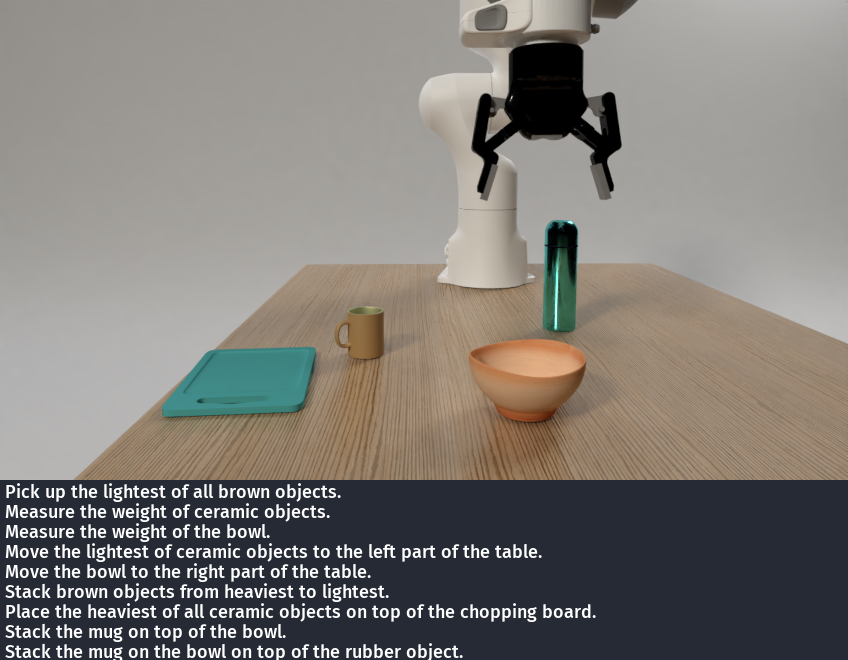 Pick up the lightest of all brown objects.
Measure the weight of ceramic objects.
Measure the weight of the bowl.
Move the lightest of ceramic objects to the left part of the table.
Move the bowl to the right part of the table.
Stack brown objects from heaviest to lightest.
Place the heaviest of all ceramic objects on top of the chopping board.
Stack the mug on top of the bowl.
Stack the mug on the bowl on top of the rubber object.